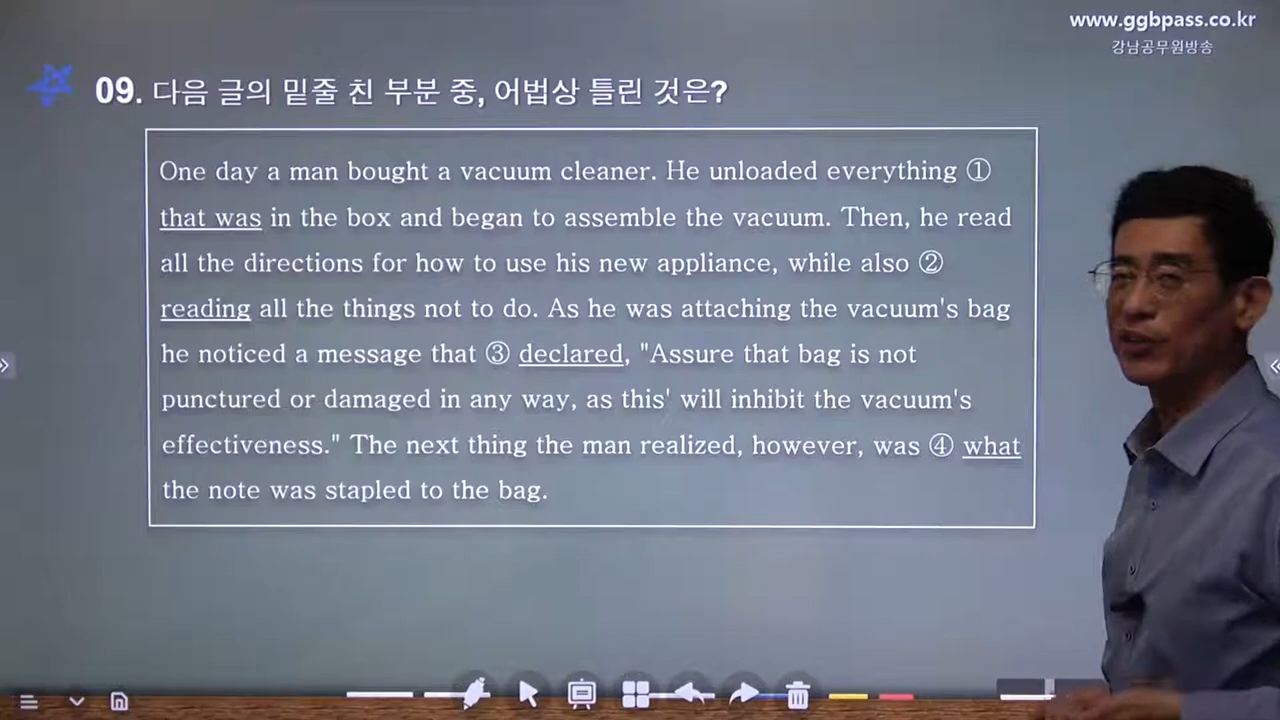 www.ggbpass.co.kr
강남공무원방송
09. 다음 글의 밑줄 친 부분 중, 어법상 틀린 것은?
One day a man bought a vacuum cleaner. He unloaded everything ①
that was in the box and began to assemble the vacuum. Then, he read
all the directions for how to use his new appliance, while also ②
reading all the things not to do. As he was attaching the vacuum's bag
he noticed a message that ③ declared, "Assure that bag is not
punctured or damaged in any way, as this' will inhibit the vacuum's
effectiveness." The next thing the man realized, however, was ④ what
the note was stapled to the bag.